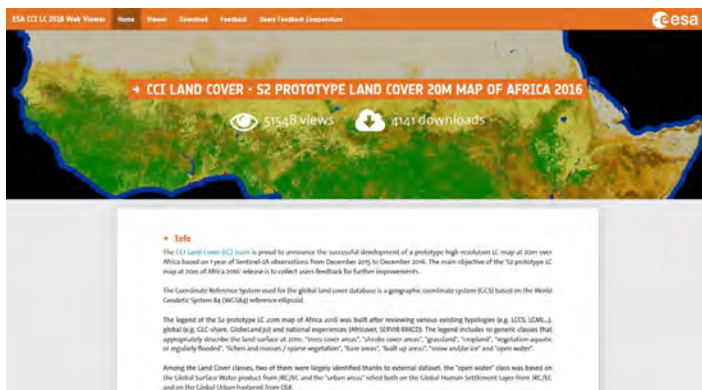 ESA CCI LC 2016 Web Viewer Home Viewer Download Feedback Users Feedback Compendium
esa
CCI LAND COVER - S2 PROTOTYPE LAND COVER 20M MAP OF AFRICA 2016
51548 views 4141 downloads
Info
The CCI Land Cover (LC) team is proud to announce the successful development of a prototype high resolution LC map at 20m over
Africa based on 1 year of Sentinel-2A observations from December 2015 to December 2016. The main objective of the 'S2 prototype LC
map at 20m of Africa 2016' release is to collect users feedback for further improvements.
The Coordinate Reference System used for the global land cover database is a geographic coordinate system (GCS) based on the World
Geodetic System 84 (WGS84) reference ellipsoid.
The legend of the S2 prototype LC 20m map of Africa 2016 was built after reviewing various existing typologies (e.g. LCCS, LCML...),
global (e.g. GLC-share, GlobeLand30) and national experiences (Africover, SERVIR-RMCD). The legend includes 10 generic classes that
appropriately describe the land surface at 20m: "trees cover areas", "shrubs cover areas", "grassland", "cropland", "vegetation aquatic
or regularly flooded", "lichen and mosses / sparse vegetation", "bare areas", "built up areas", "snow and/or ice" and "open water".
Among the Land Cover classes, two of them were largely identified thanks to external dataset: the "open water" class was based on
the Global Surface Water product from JRC/EC and the "urban areas" relied both on the Global Human Settlement Layer from JRC/EC
and on the Global Urban Footprint from DLR.